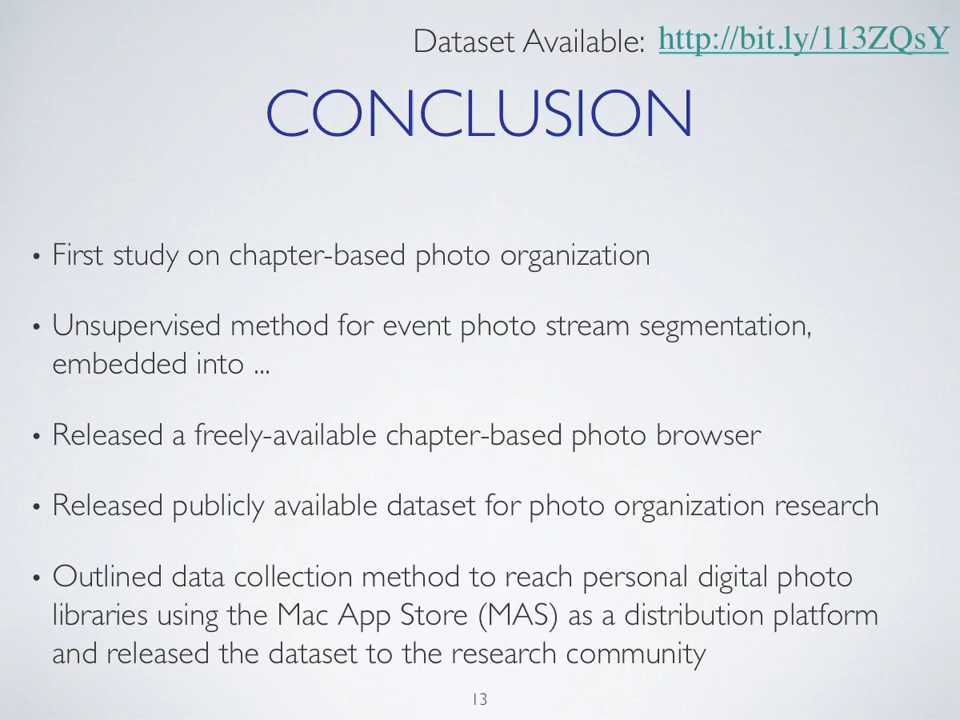 Dataset Available: http://bit.ly/113ZQsY
CONCLUSION
• First study on chapter-based photo organization
• Unsupervised method for event photo stream segmentation,
embedded into ...
• Released a freely-available chapter-based photo browser
• Released publicly available dataset for photo organization research
• Outlined data collection method to reach personal digital photo
libraries using the Mac App Store (MAS) as a distribution platform
and released the dataset to the research community
13